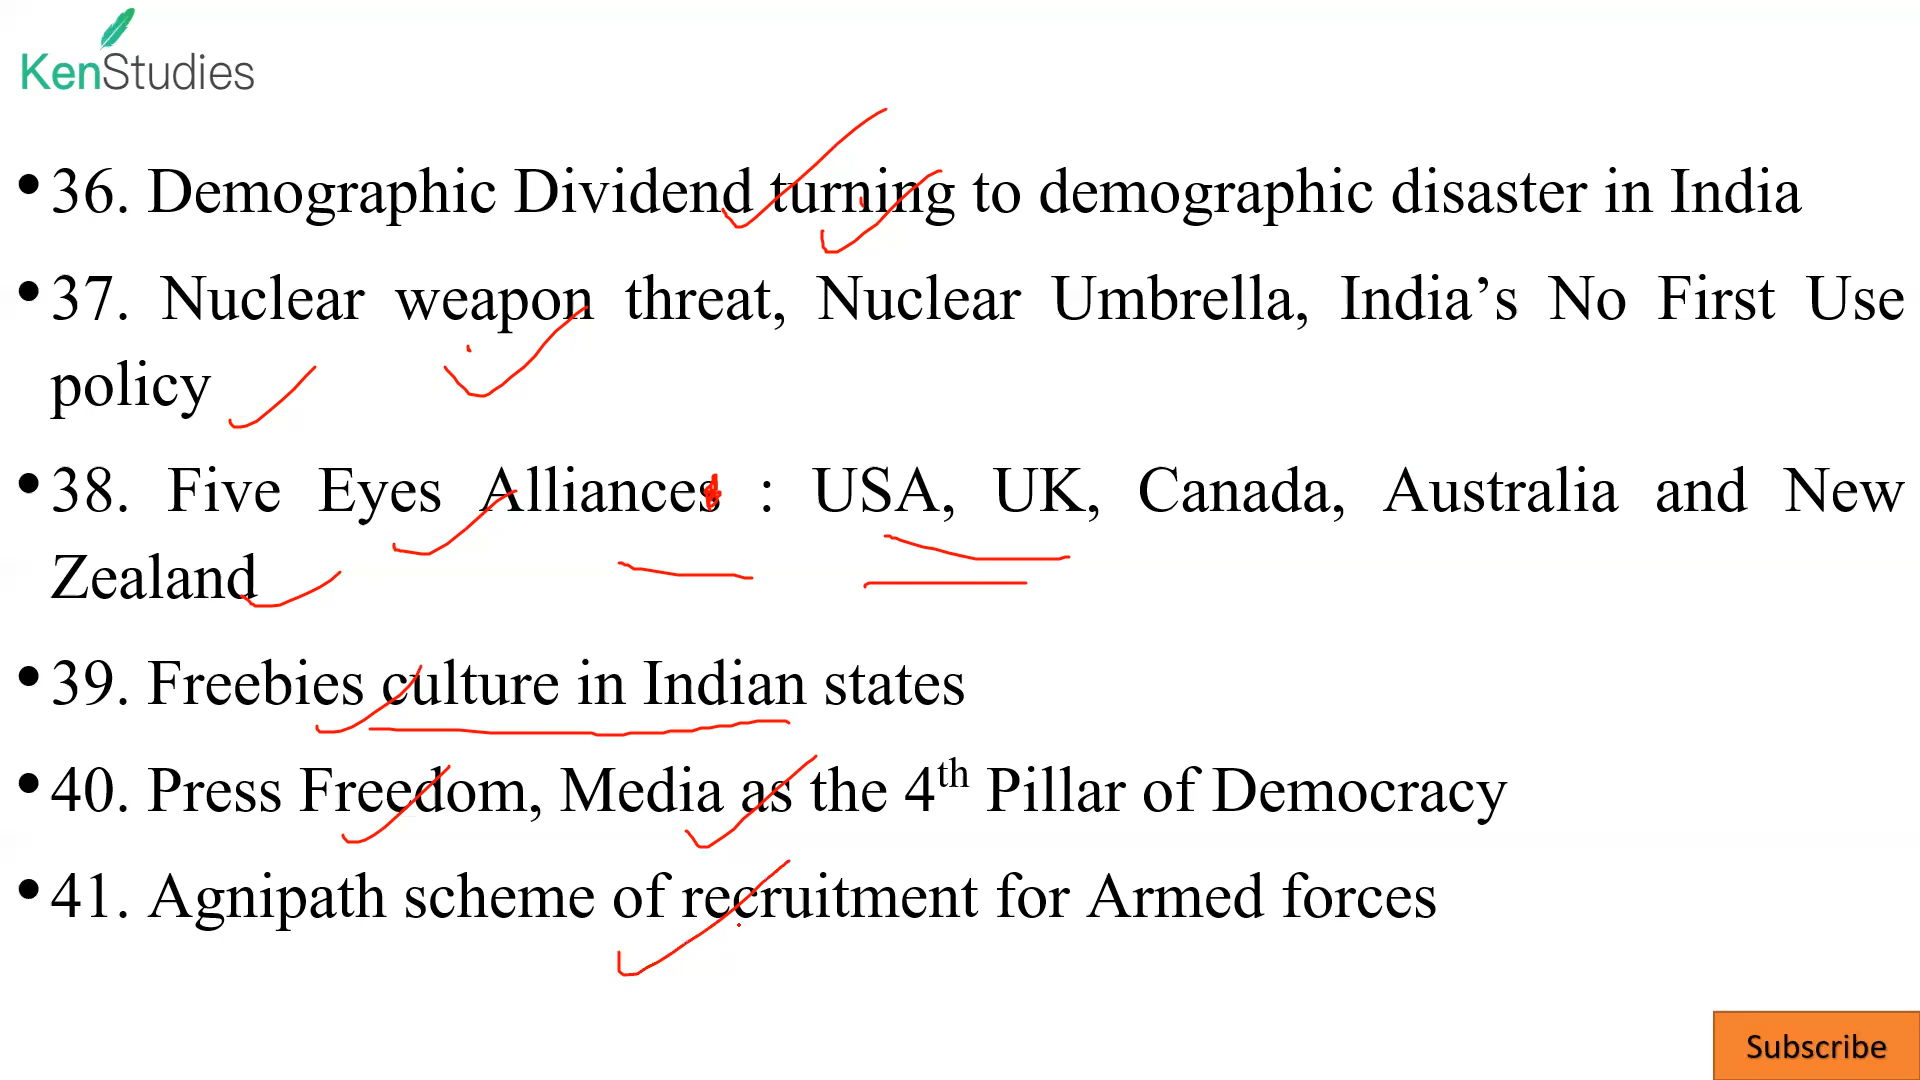 KenStudies
• 36. Demographic Dividend turning to demographic disaster in India
• 37. Nuclear weapon threat, Nuclear Umbrella, India’s No First Use
policy
• 38. Five Eyes Alliances : USA, UK, Canada, Australia and New
Zealand
• 39. Freebies culture in Indian states
• 40. Press Freedom, Media as the 4th Pillar of Democracy
• 41. Agnipath scheme of recruitment for Armed forces
Subscribe